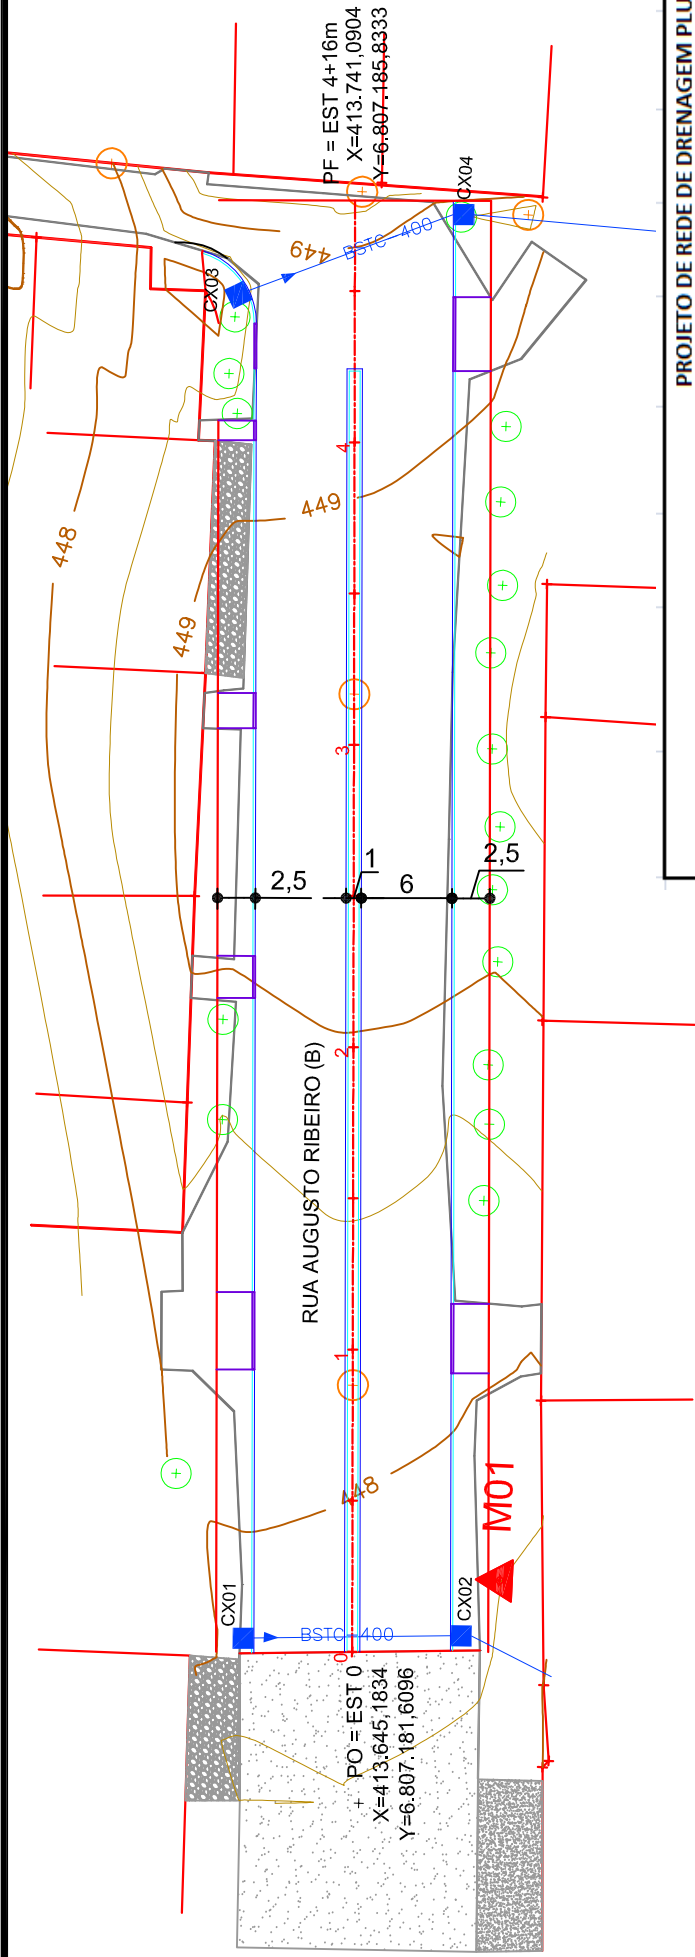 PROJETO DE REDE DE DRENAGEM PLU
PF = EST 4+16m
X=413.741,0904
Y=6.807.185,8333
CX04
449
BSTC 400
CX03
4
449
448
449
3
2,5
1
6
2,5
2
RUA AUGUSTO RIBEIRO (B)
1
448
M01
CX01
CX02
BSTC 400
0
PO = EST 0
X=413.645,1834
Y=6.807.181,6096